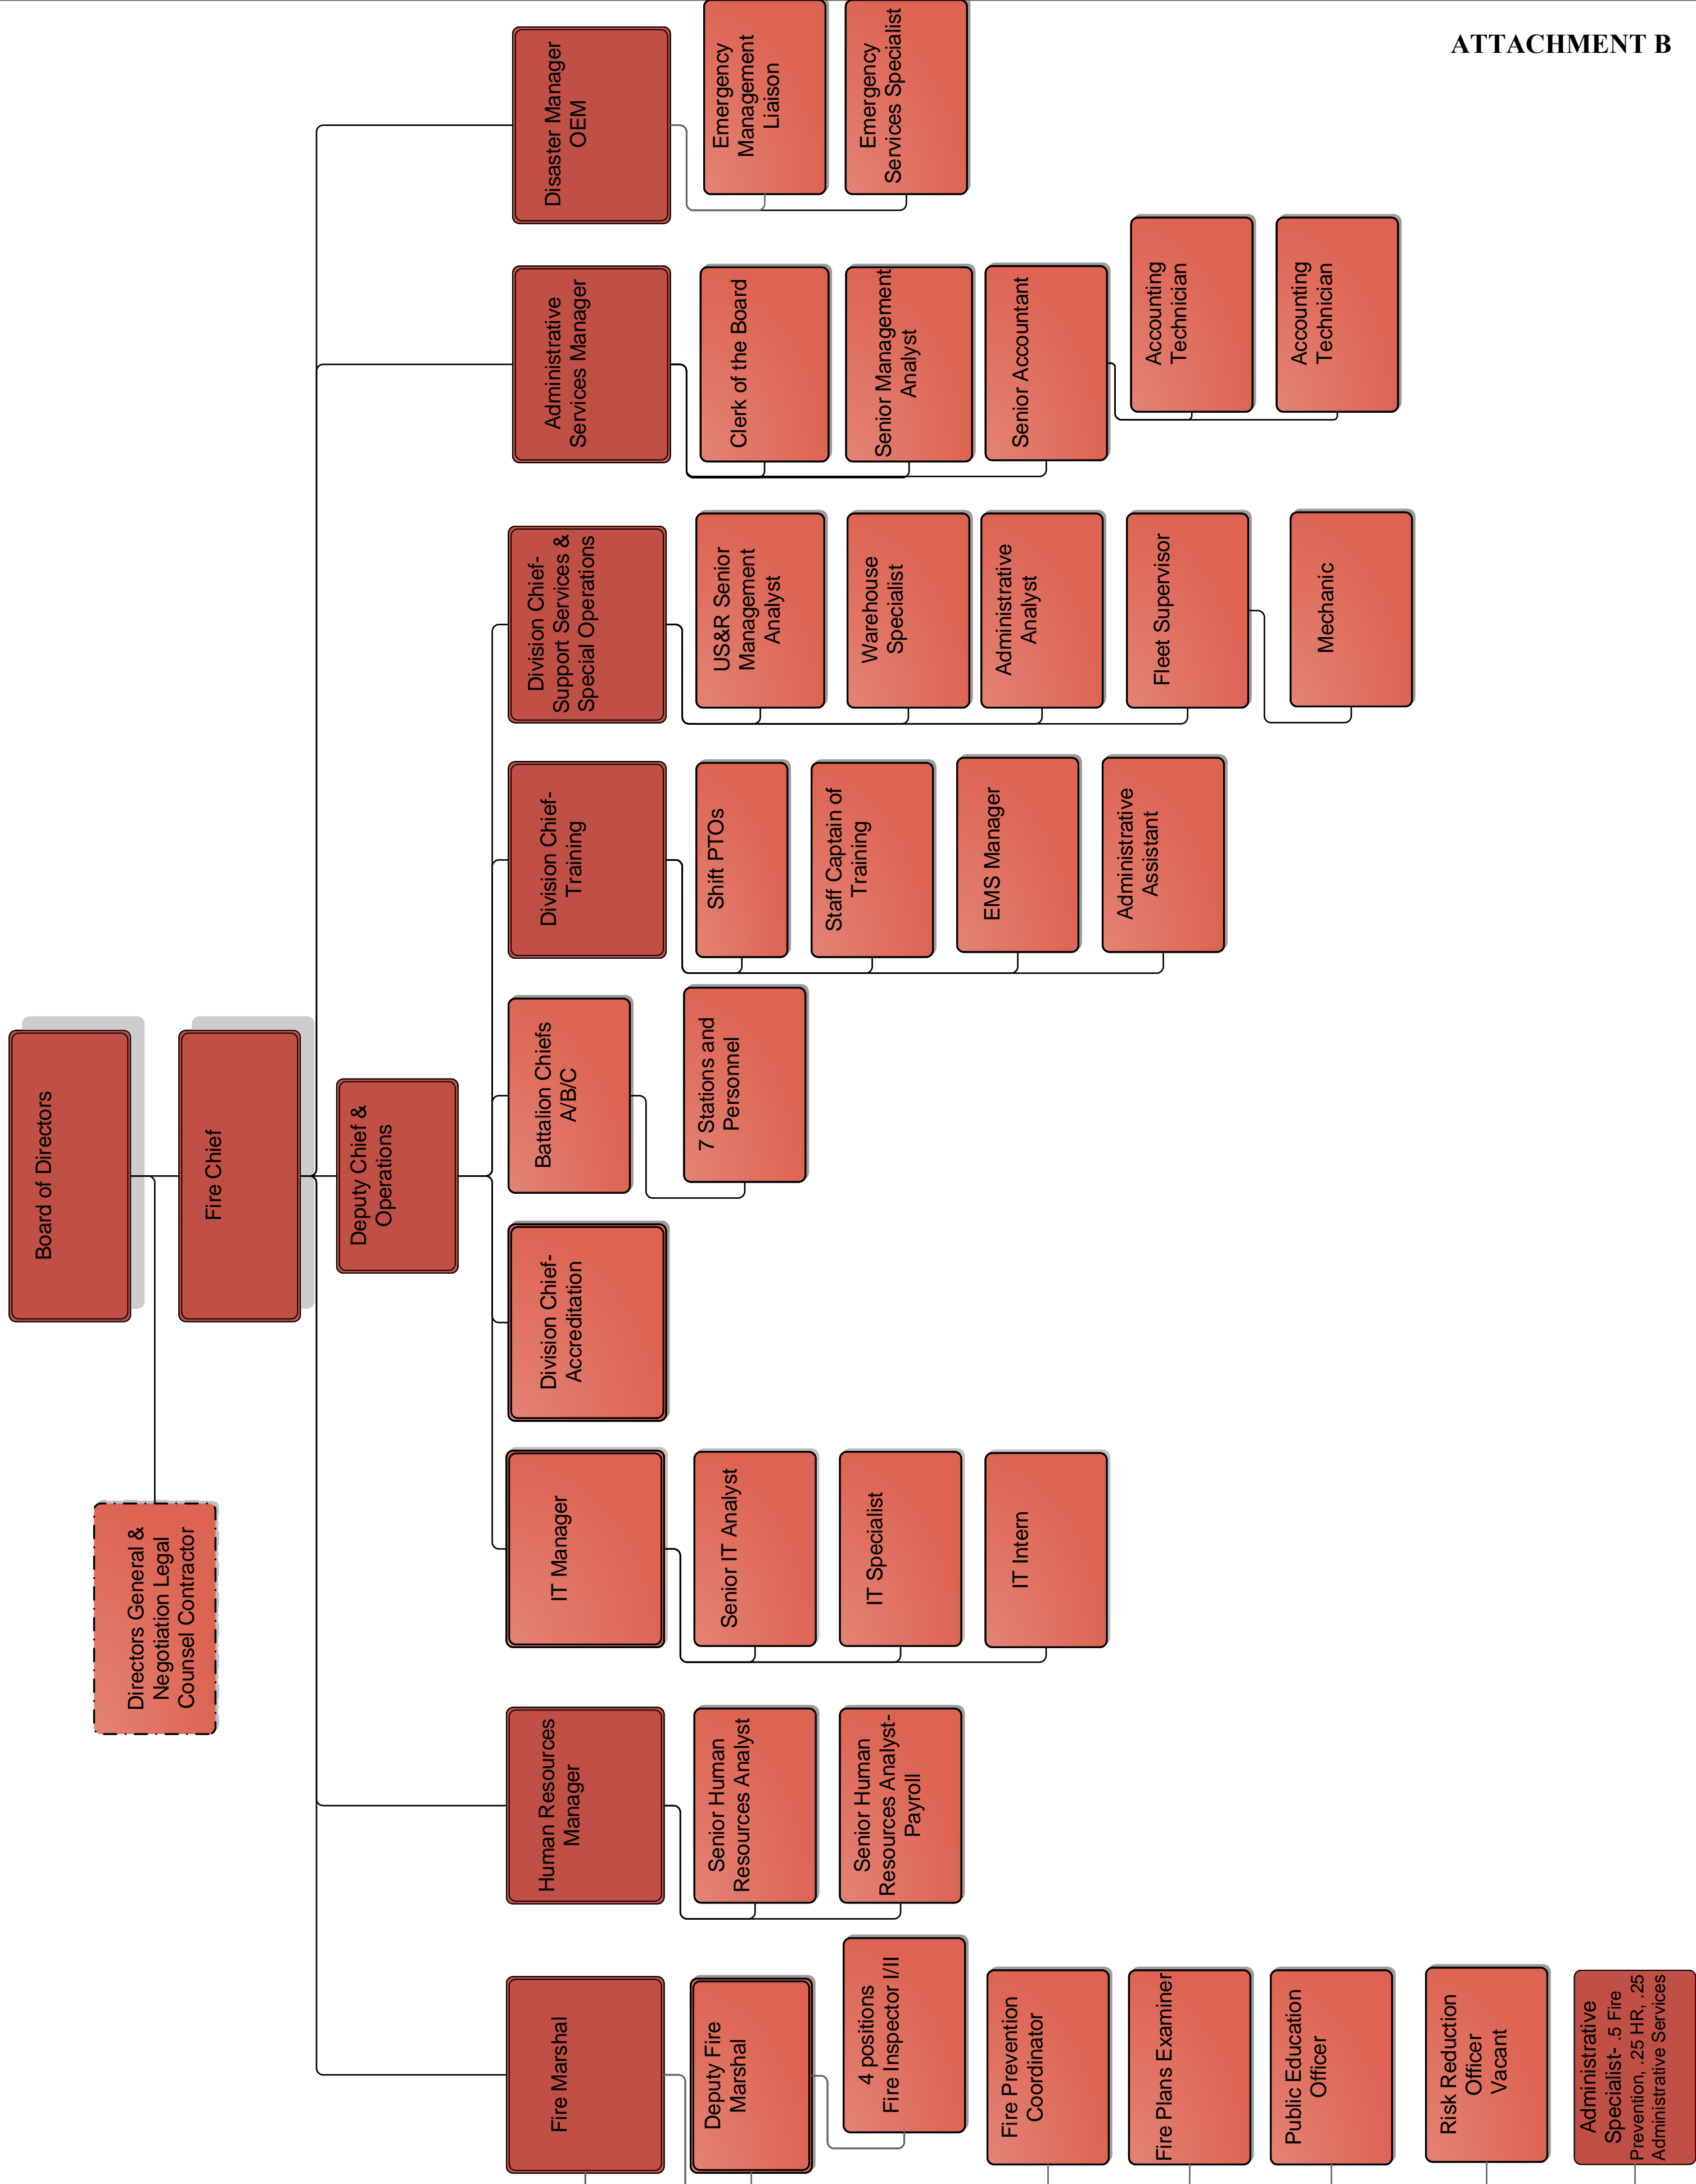 ATTACHMENT B
Board of Directors
Directors General &
Negotiation Legal
Counsel Contractor
Fire Chief
Deputy Chief &
Operations
Fire Marshal
Human Resources
Manager
IT Manager
Division Chief-
Accreditation
Battalion Chiefs
A/B/C
Division Chief-
Training
Division Chief-
Support Services &
Special Operations
Administrative
Services Manager
Disaster Manager
OEM
Deputy Fire
Marshal
4 positions
Fire Inspector I/II
Fire Prevention
Coordinator
Fire Plans Examiner
Public Education
Officer
Risk Reduction
Officer
Vacant
Administrative
Specialist- .5 Fire
Prevention, .25 HR, .25
Administrative Services
Senior Human
Resources Analyst
Senior Human
Resources Analyst-
Payroll
Senior IT Analyst
IT Specialist
IT Intern
7 Stations and
Personnel
Shift PTOs
Staff Captain of
Training
EMS Manager
Administrative
Assistant
US&R Senior
Management
Analyst
Warehouse
Specialist
Administrative
Analyst
Fleet Supervisor
Mechanic
Clerk of the Board
Senior Management
Analyst
Senior Accountant
Accounting
Technician
Accounting
Technician
Emergency
Management
Liaison
Emergency
Services Specialist